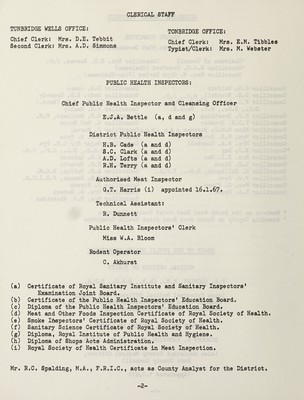 CLERICAL STAFF
TUNBRIDGE WELLS OFFICE:
Chief Clerk: Mrs. D.E. Tebbit
Second Clerk: Mrs. A.D. Simmons
TONBRIDGE OFFICE:
Chief Clerk: Mrs. E.M. Tibbles
Typist/Clerk: Mrs. M. Webster
PUBLIC HEALTH INSPECTORS:
Chief Public Health Inspector and Cleansing Officer
E.J.A. Bettle (a, d and g)
District Public Health Inspectors
H.B. Cade (a and d)
S.C. Clark (a and d)
A.D. Lofts (a and d)
R.H. Terry (a and d)
Authorised Meat Inspector
G.T. Harris (i) appointed 16.1.67.
Technical Assistant:
R. Dunnett
Public Health Inspectors' Clerk
Miss W.A. Bloom
Rodent Operator
C. Akhurst
(a) Certificate of Royal Sanitary Institute and Sanitary Inspectors'
Examination Joint Board.
(b) Certificate of the Public Health Inspectors' Education Board.
(c) Diploma of the Public Health Inspectors' Education Board.
(d) Meat and Other Foods Inspection Certificate of Royal Society of Health.
(e) Smoke Inspectors' Certificate of Royal Society of Health.
(f) Sanitary Science Certificate of Royal Society of Health.
(g) Diploma, Royal Institute of Public Health and Hygiene.
(h) Diploma of Shops Acts Administration.
(i) Royal Society of Health Certificate in Meat Inspection.
Mr. R.C. Spalding, M.A., F.R.I.C., acts as County Analyst for the District.
-2-